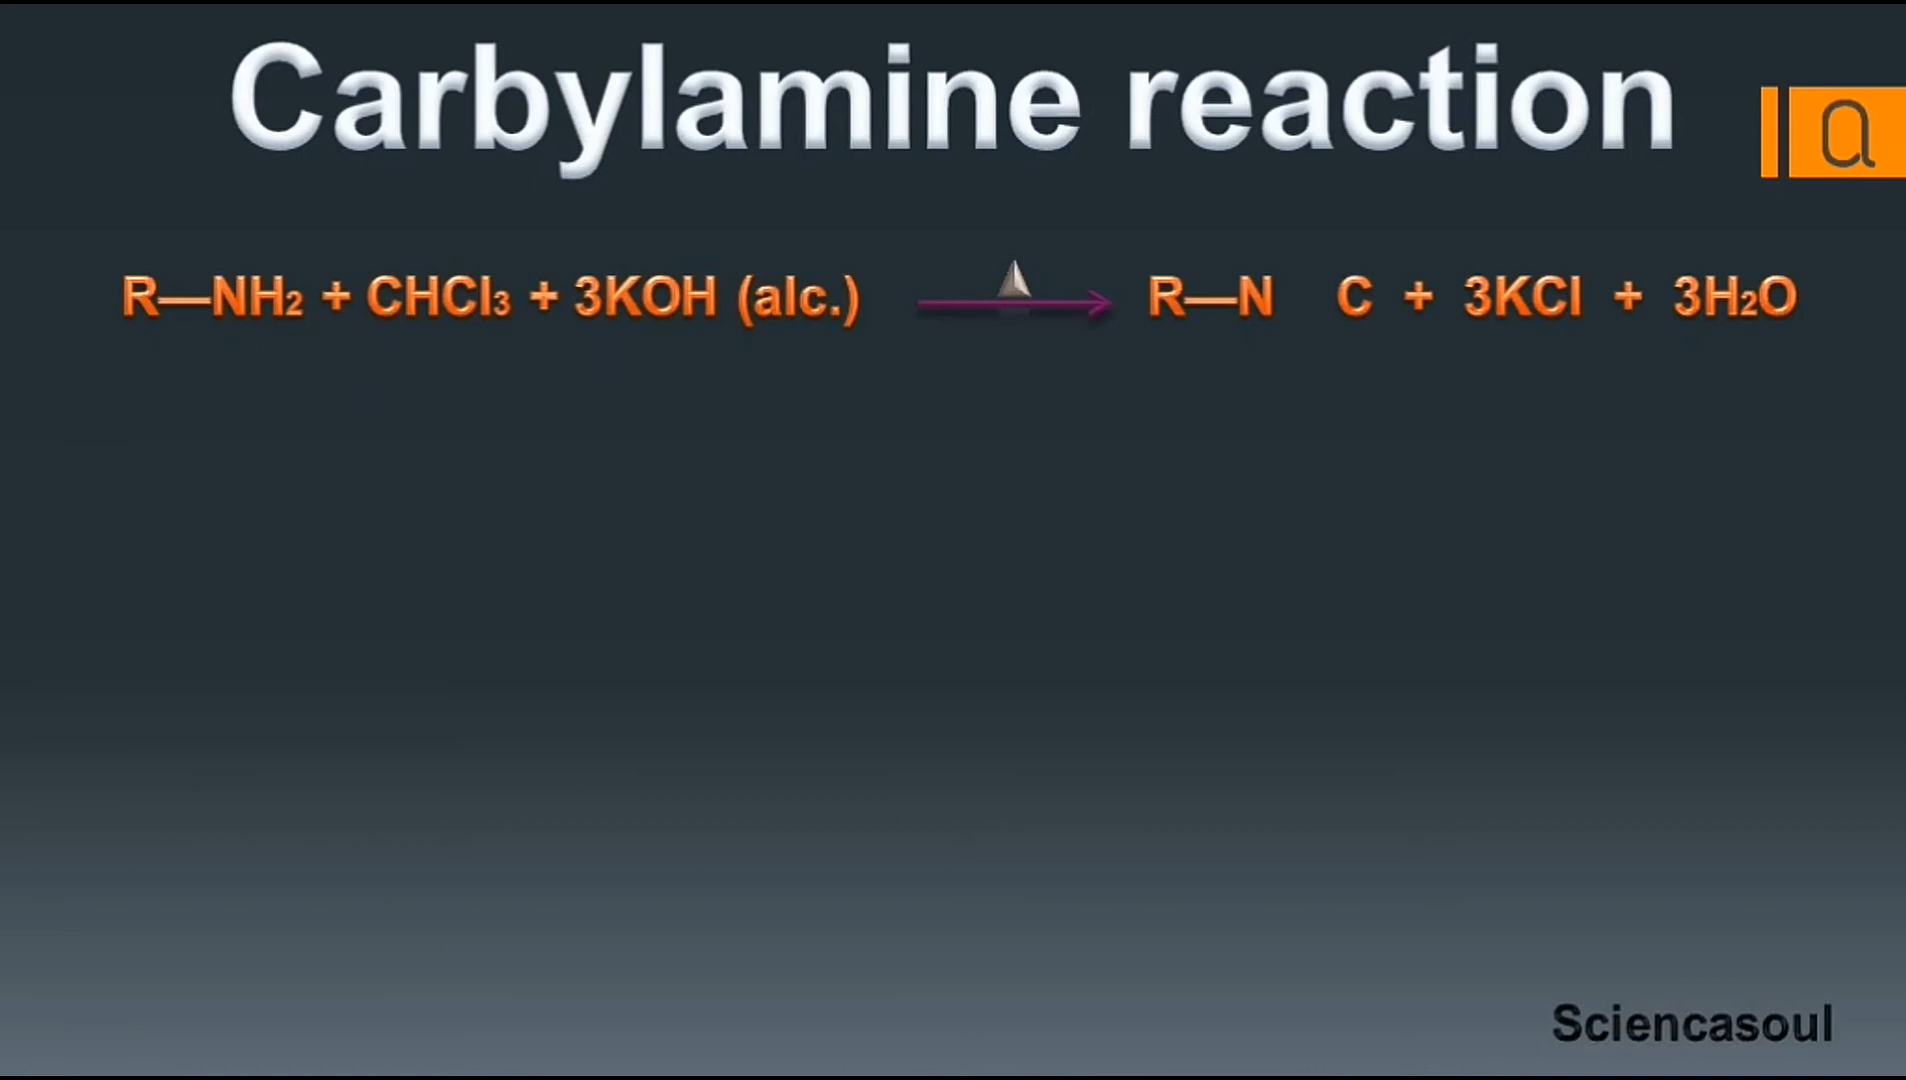 Carbylamine reaction
a
R—NH₂ + CHCl₃ + 3KOH (alc.) R—N C + 3KCl + 3H₂O
Sciencasoul